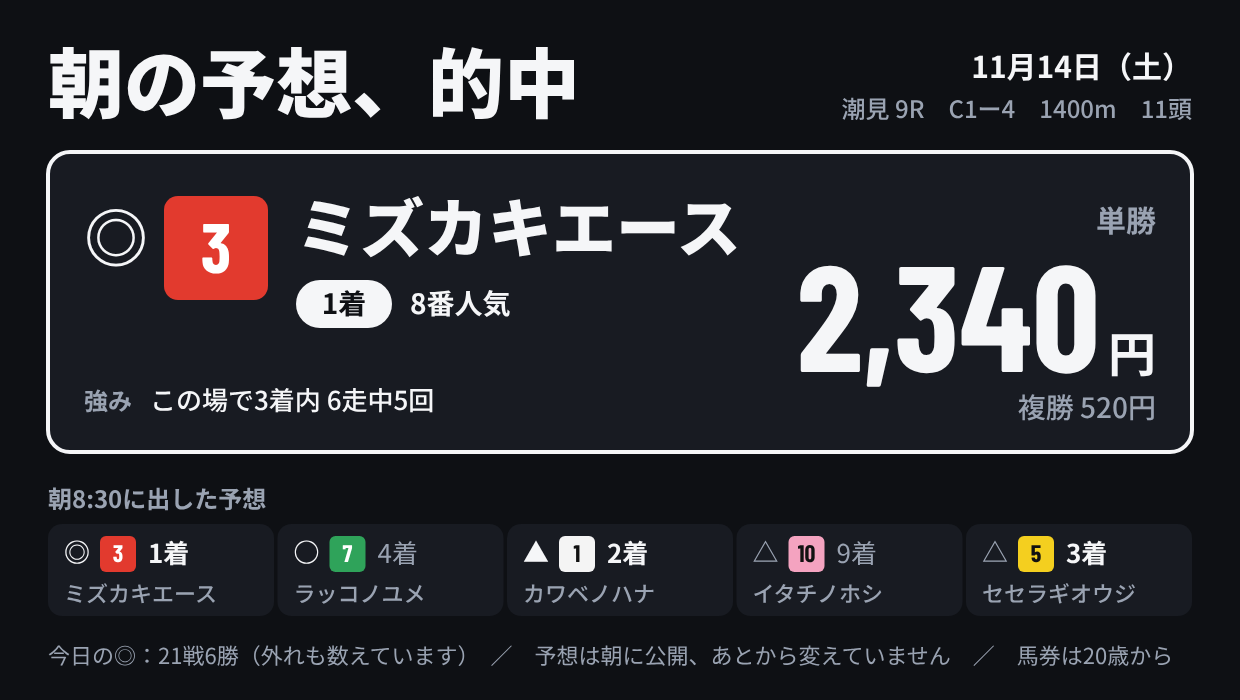 朝の予想、的中
11月14日（土）
潮見 9R　C1ー4　1400m　11頭
◎ 3 ミズカキエース
1着 8番人気
単勝
2,340円
複勝 520円
強み この場で3着内 6走中5回
朝8:30に出した予想
◎ 3 1着
ミズカキエース
○ 7 4着
ラッコノユメ
▲ 1 2着
カワベノハナ
△ 10 9着
イタチノホシ
△ 5 3着
セセラギオウジ
今日の◎：21戦6勝（外れも数えています）　／　予想は朝に公開、あとから変えていません　／　馬券は20歳から